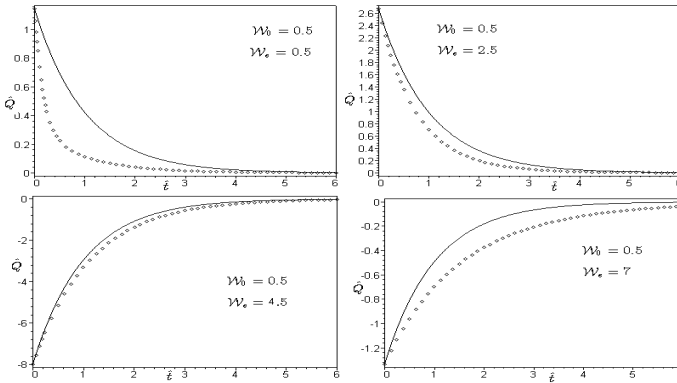 1
0.8
0.6
0.4
0.2
0
Q̂
𝒲₀ = 0.5
𝒲ₑ = 0.5
0 1 2 3 4 5 6
t̂
2.6
2.4
2.2
2
1.8
1.6
1.4
1.2
1
0.8
0.6
0.4
0.2
0
Q̂
𝒲₀ = 0.5
𝒲ₑ = 2.5
0 1 2 3 4 5
t̂
-0
-2
-4
-6
-8
Q̂
𝒲₀ = 0.5
𝒲ₑ = 4.5
0 1 2 3 4 5 6
t̂
0
-0.2
-0.4
-0.6
-0.8
-1
-1.2
Q̂
𝒲₀ = 0.5
𝒲ₑ = 7
0 2 3 4 5
t̂